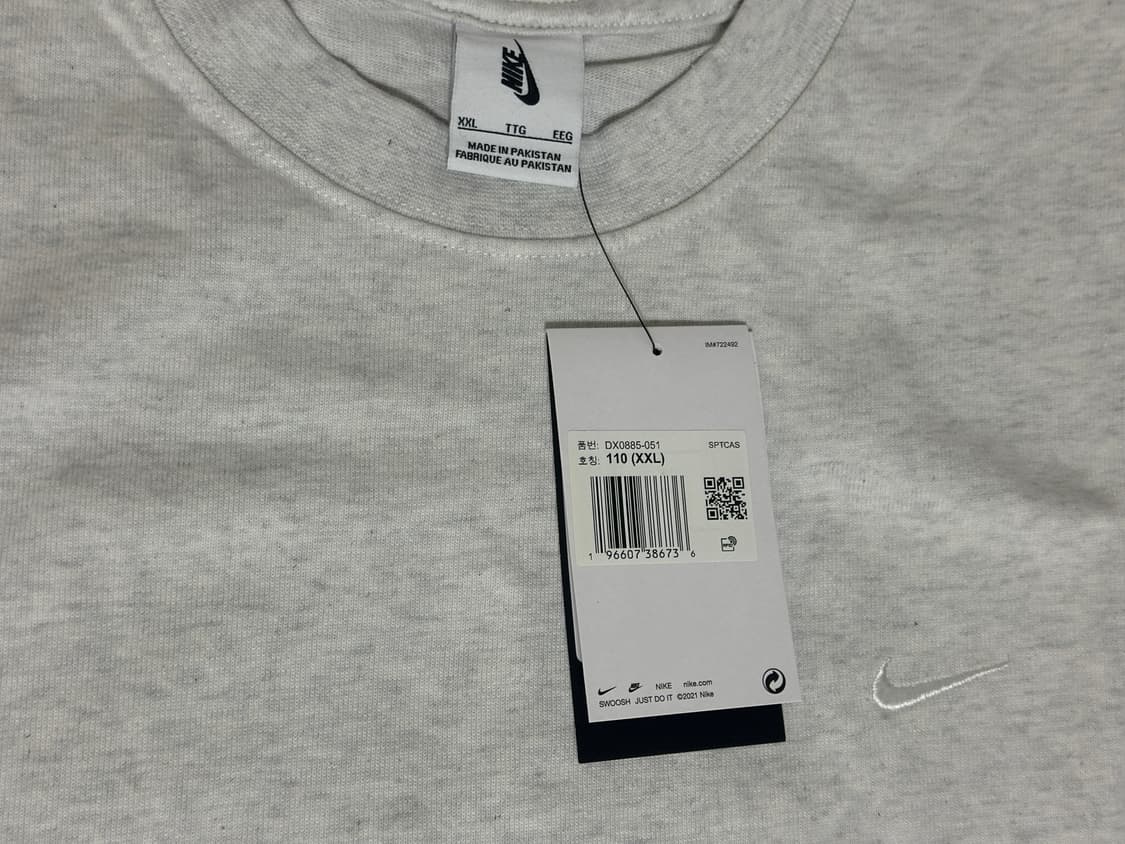 NIKE
XXL TTG EEG
MADE IN PAKISTAN
FABRIQUE AU PAKISTAN
IM#722492
품번: DX0885-051 SPTCAS
호칭: 110 (XXL)
1 96607 38673 6
NIKE nike.com
SWOOSH JUST DO IT ©2021 Nike